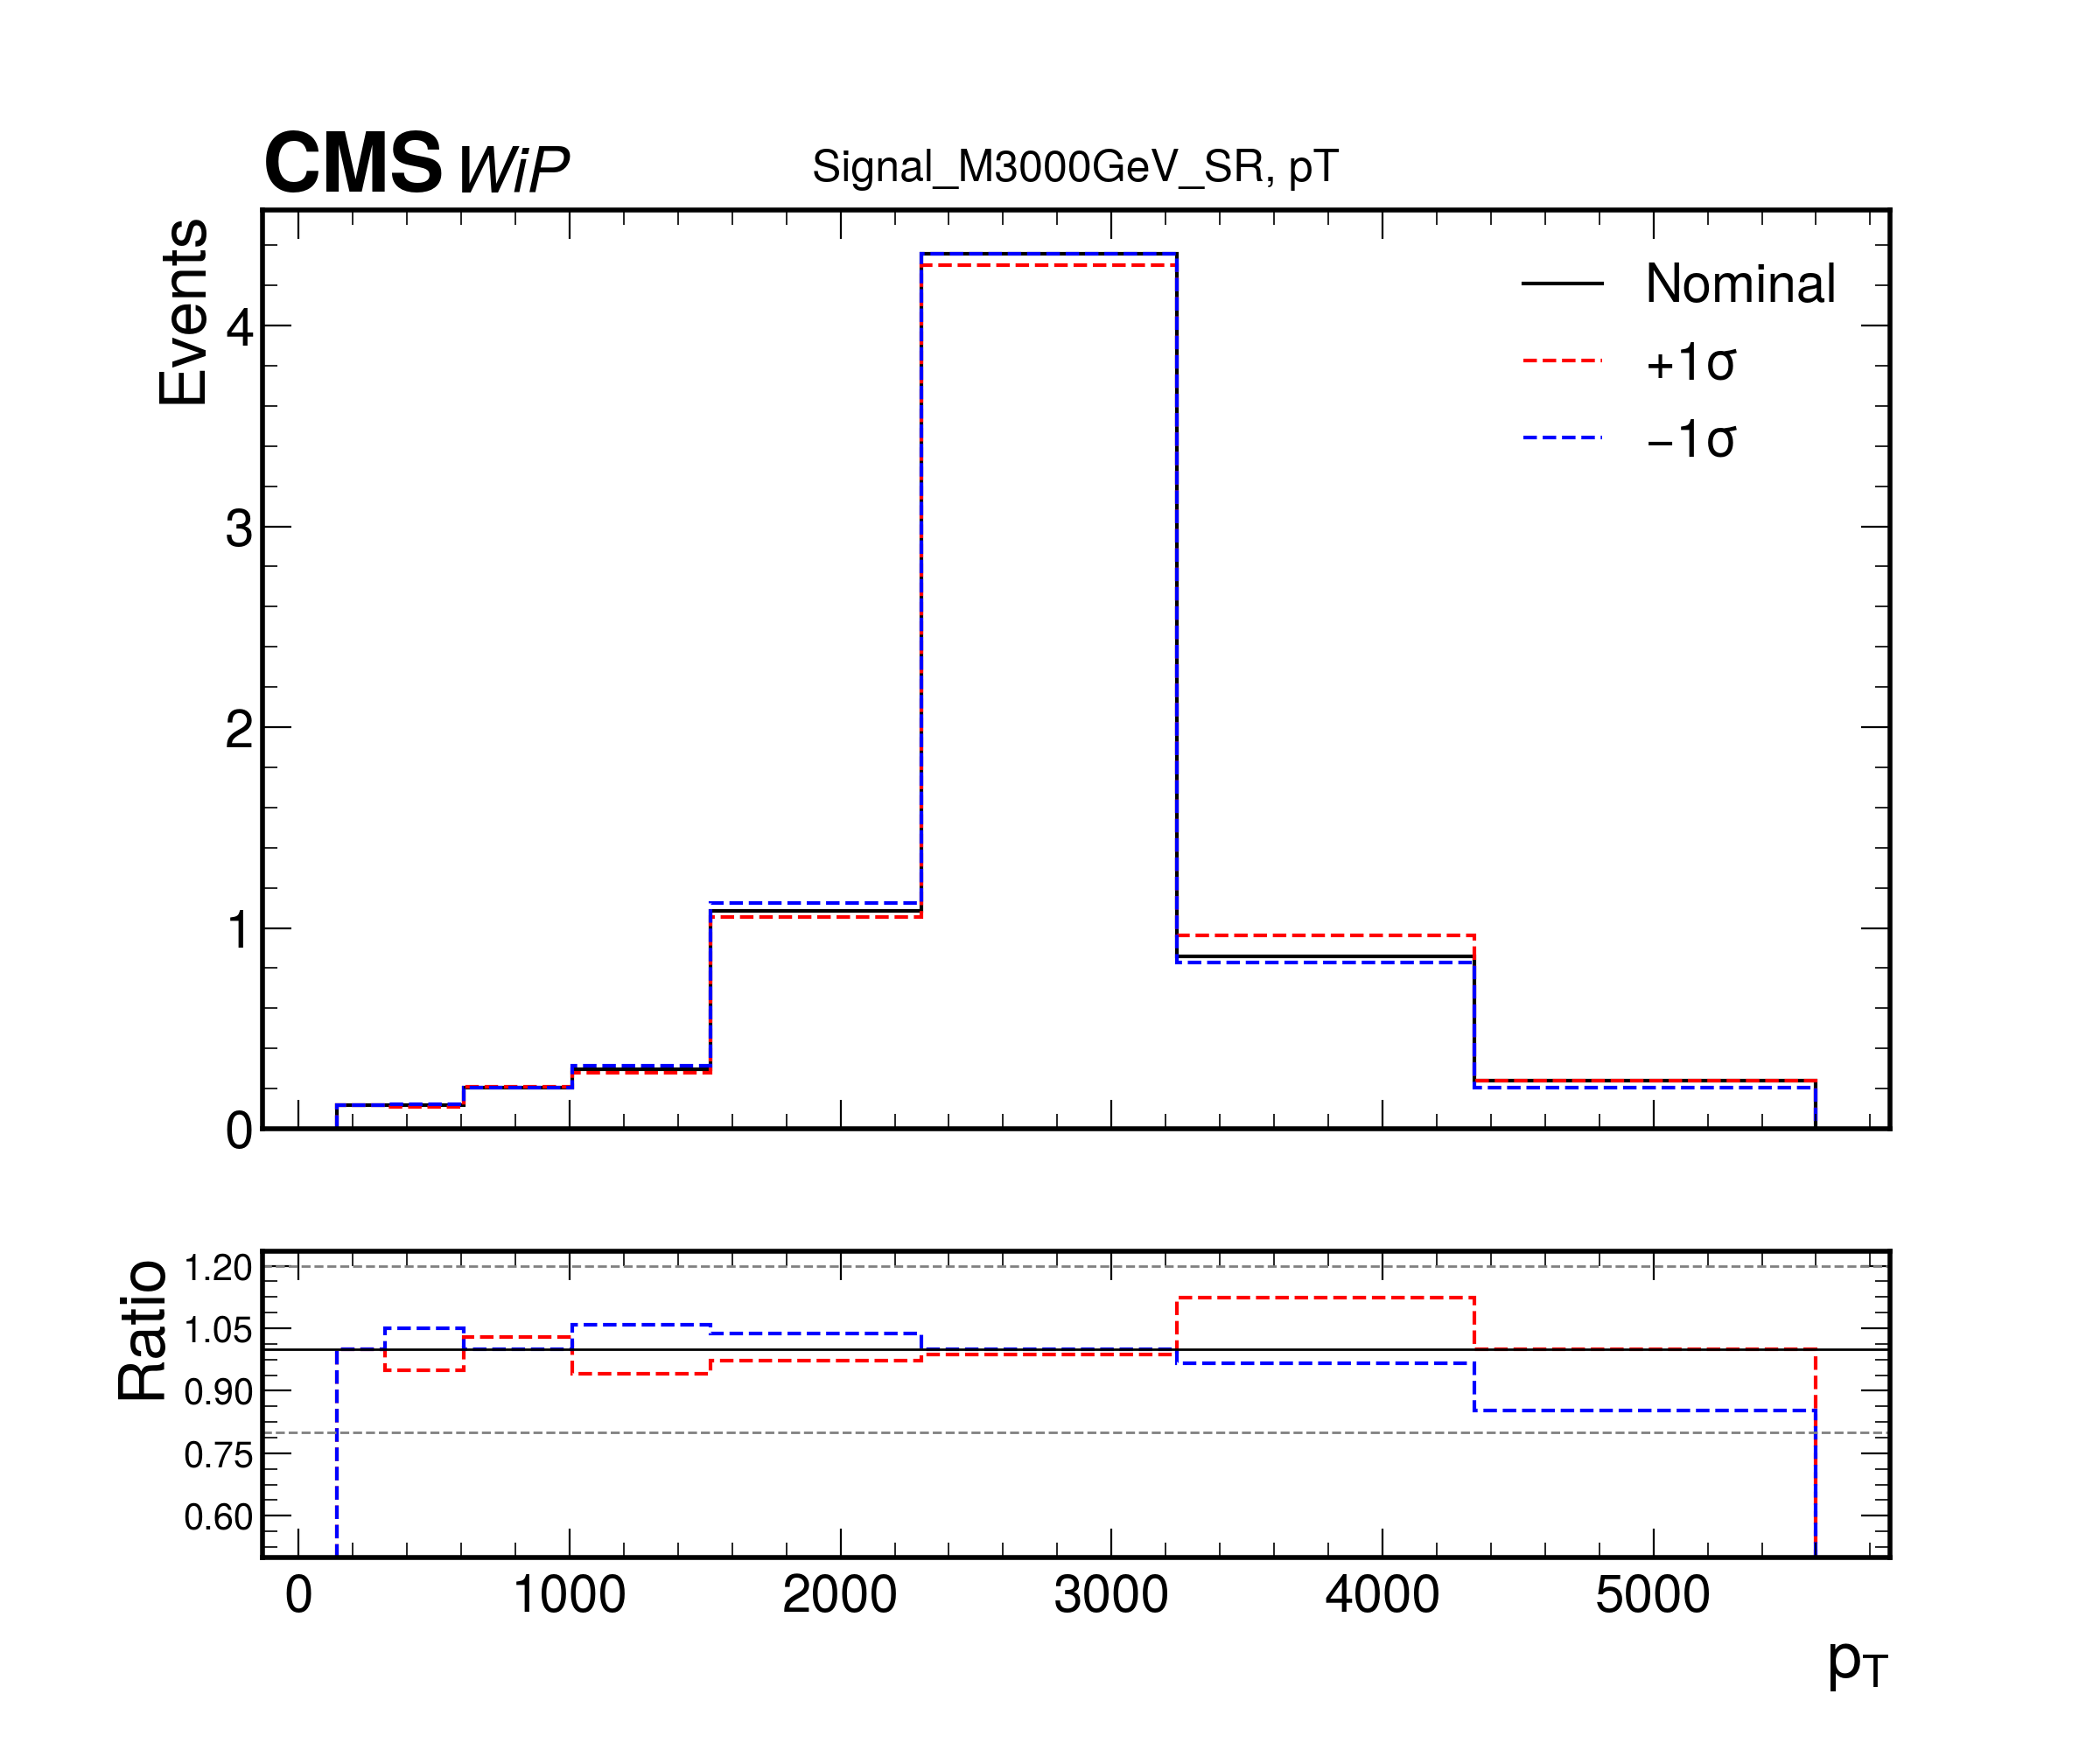 CMS WiP Signal_M3000GeV_SR, pT
Events
4
3
2
1
0
Nominal
+1σ
−1σ
Ratio
1.20
1.05
0.90
0.75
0.60
0 1000 2000 3000 4000 5000
pT